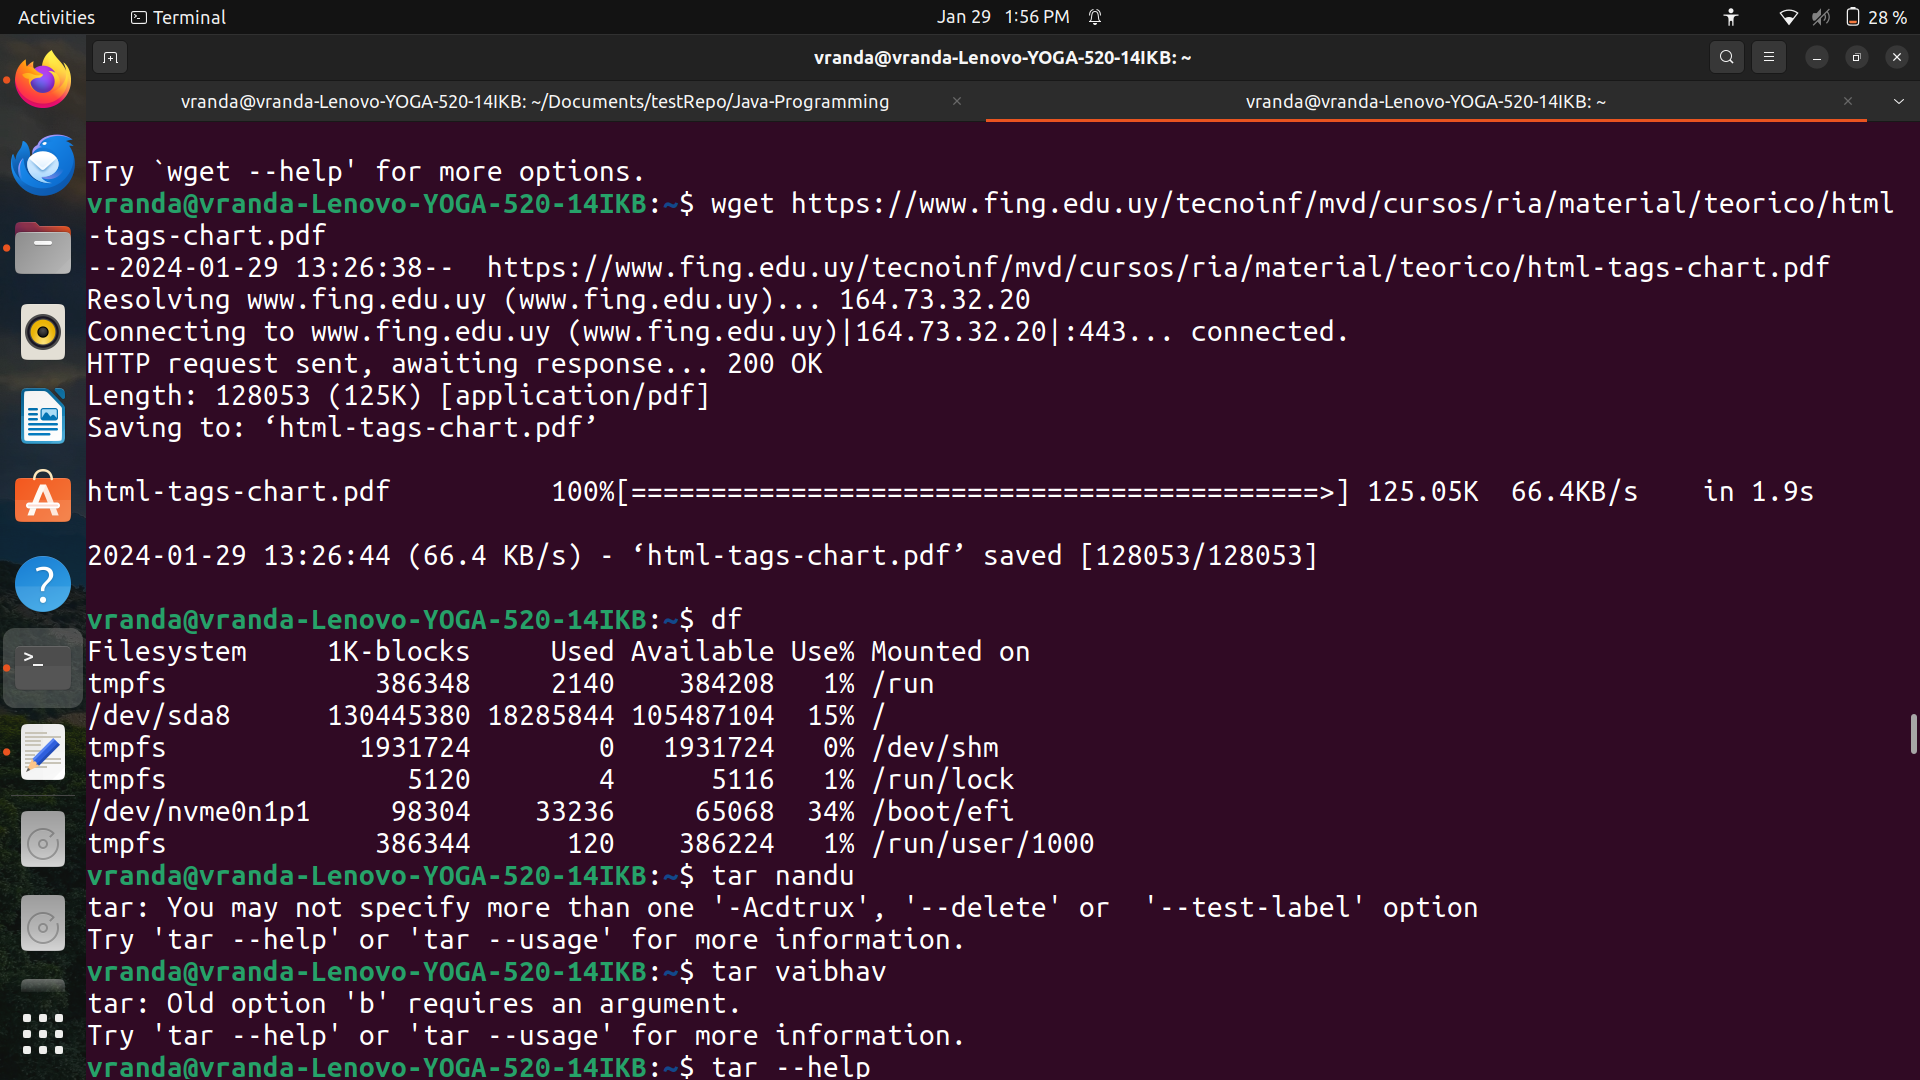 Activities Terminal Jan 29 1:56 PM 28 %
vranda@vranda-Lenovo-YOGA-520-14IKB: ~
vranda@vranda-Lenovo-YOGA-520-14IKB: ~/Documents/testRepo/Java-Programming vranda@vranda-Lenovo-YOGA-520-14IKB: ~
Try `wget --help' for more options.
vranda@vranda-Lenovo-YOGA-520-14IKB:~$ wget https://www.fing.edu.uy/tecnoinf/mvd/cursos/ria/material/teorico/html
-tags-chart.pdf
--2024-01-29 13:26:38--  https://www.fing.edu.uy/tecnoinf/mvd/cursos/ria/material/teorico/html-tags-chart.pdf
Resolving www.fing.edu.uy (www.fing.edu.uy)... 164.73.32.20
Connecting to www.fing.edu.uy (www.fing.edu.uy)|164.73.32.20|:443... connected.
HTTP request sent, awaiting response... 200 OK
Length: 128053 (125K) [application/pdf]
Saving to: ‘html-tags-chart.pdf’
html-tags-chart.pdf          100%[===========================================>] 125.05K  66.4KB/s    in 1.9s
2024-01-29 13:26:44 (66.4 KB/s) - ‘html-tags-chart.pdf’ saved [128053/128053]
vranda@vranda-Lenovo-YOGA-520-14IKB:~$ df
Filesystem     1K-blocks     Used Available Use% Mounted on
tmpfs             386348     2140    384208   1% /run
/dev/sda8      130445380 18285844 105487104  15% /
tmpfs            1931724        0   1931724   0% /dev/shm
tmpfs               5120        4      5116   1% /run/lock
/dev/nvme0n1p1     98304    33236     65068  34% /boot/efi
tmpfs             386344      120    386224   1% /run/user/1000
vranda@vranda-Lenovo-YOGA-520-14IKB:~$ tar nandu
tar: You may not specify more than one '-Acdtrux', '--delete' or  '--test-label' option
Try 'tar --help' or 'tar --usage' for more information.
vranda@vranda-Lenovo-YOGA-520-14IKB:~$ tar vaibhav
tar: Old option 'b' requires an argument.
Try 'tar --help' or 'tar --usage' for more information.
vranda@vranda-Lenovo-YOGA-520-14IKB:~$ tar --help